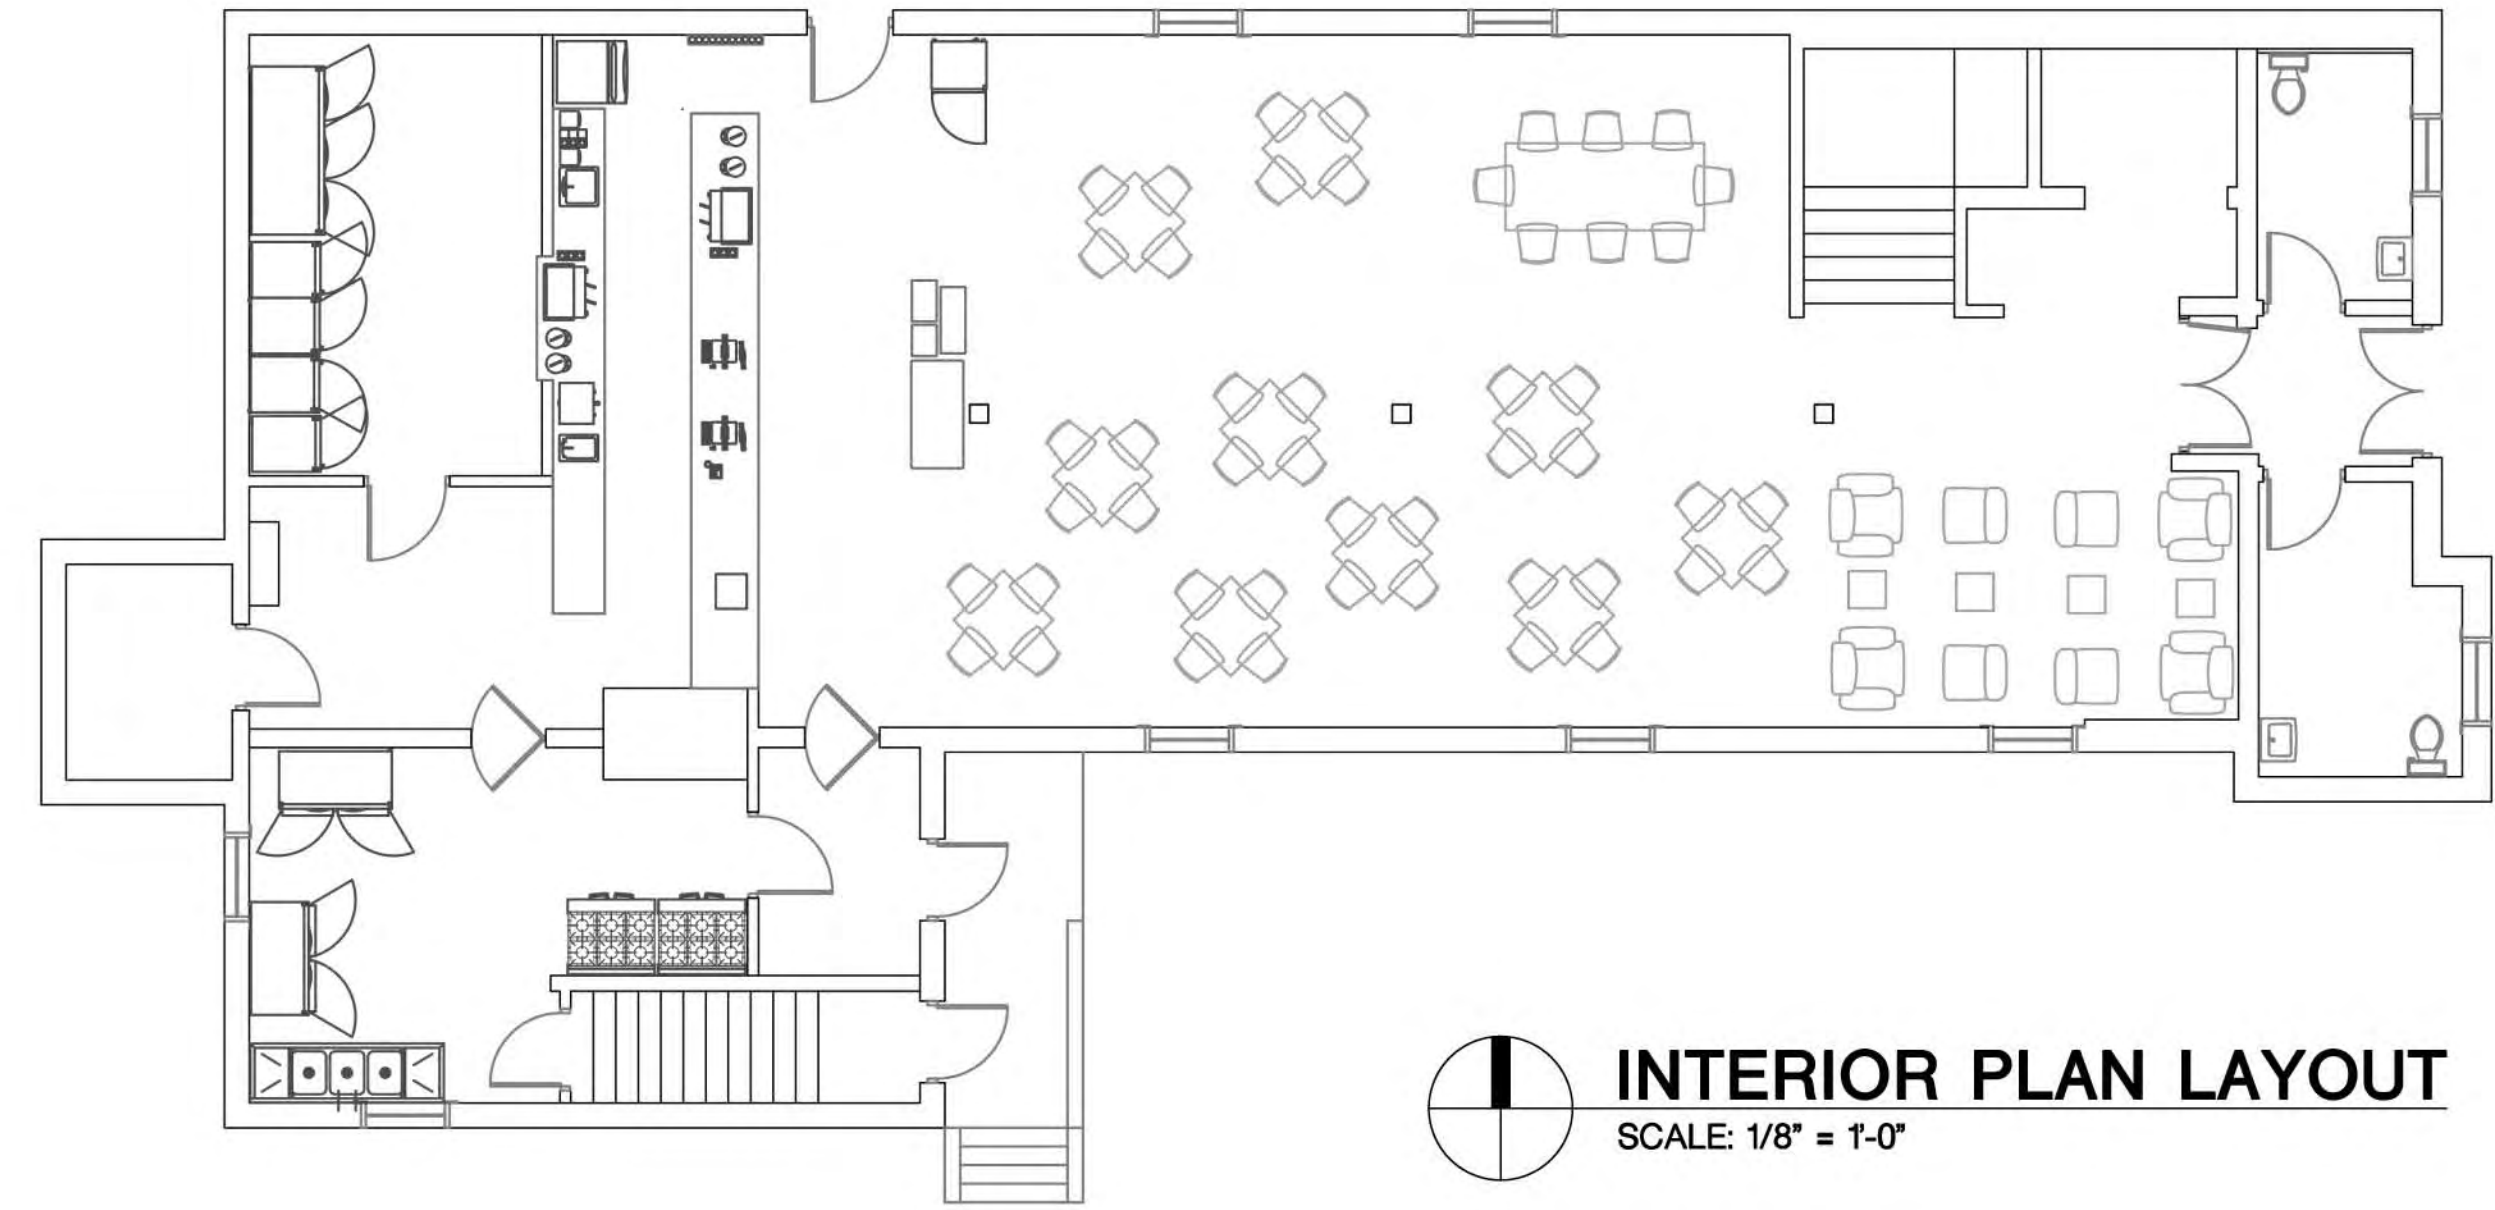 INTERIOR PLAN LAYOUT
SCALE: 1/8” = 1'-0”